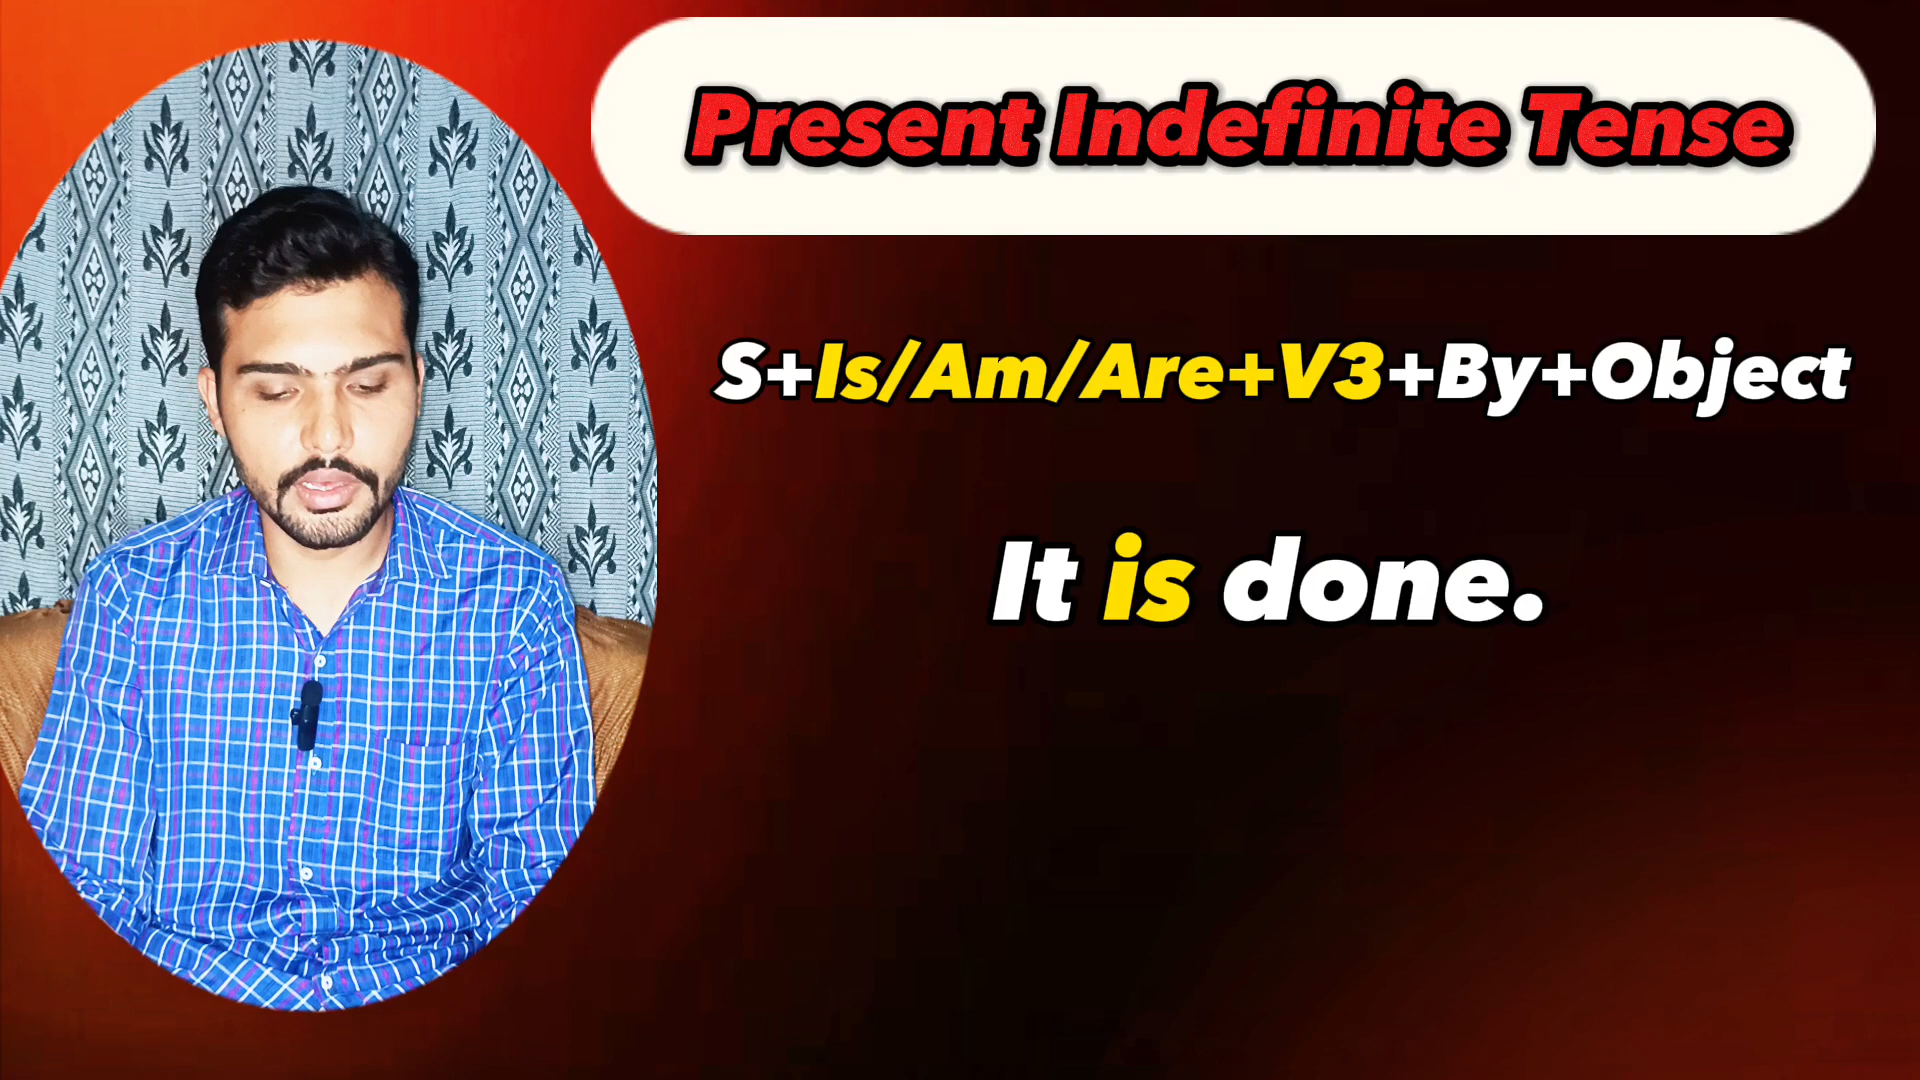 Present Indefinite Tense
S+Is/Am/Are+V3+By+Object
It is done.